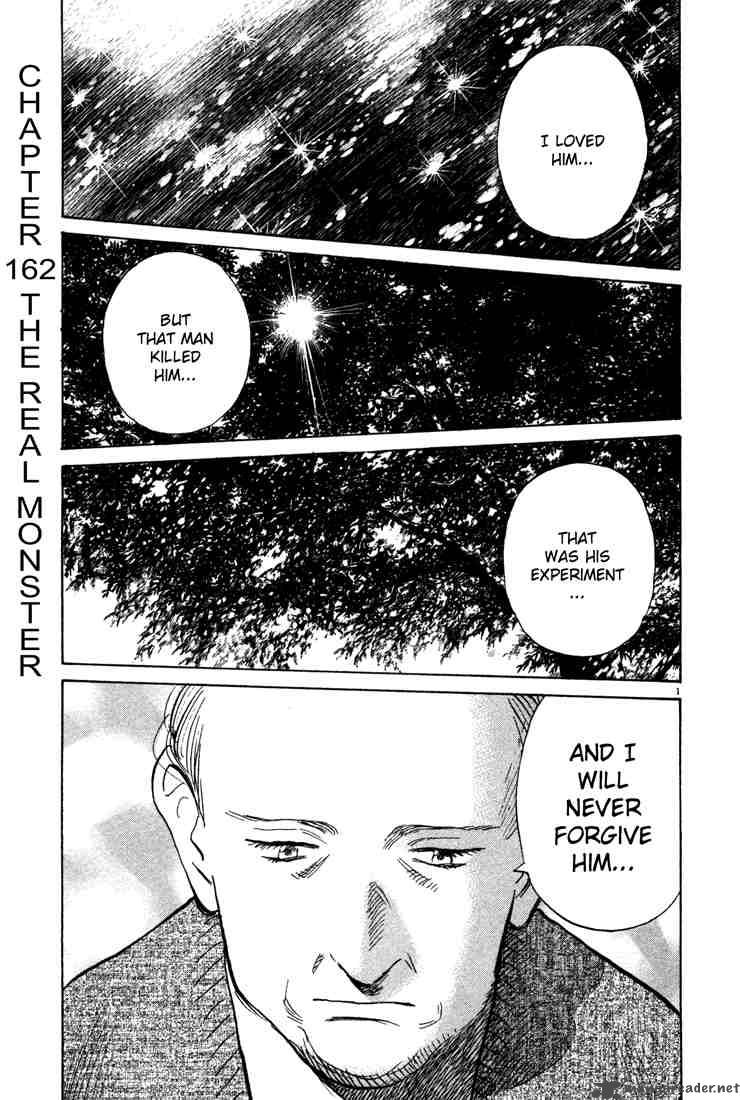 CHAPTER 162 THE REAL MONSTER
I LOVED
HIM...
BUT
THAT MAN
KILLED
HIM...
THAT
WAS HIS
EXPERIMENT
...
1
AND I
WILL
NEVER
FORGIVE
HIM...